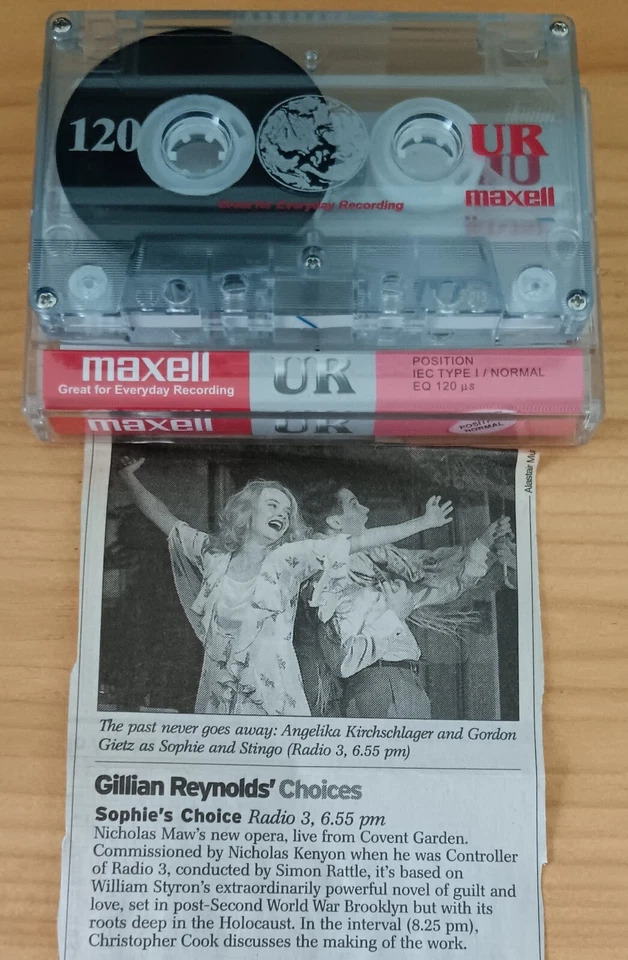 120
UR
maxell
Great for Everyday Recording
maxell
Great for Everyday Recording
UR
POSITION
IEC TYPE I / NORMAL
EQ 120 μs
maxell
UR
POSITION
NORMAL
Alastair
The past never goes away: Angelika Kirchschlager and Gordon
Gietz as Sophie and Stingo (Radio 3, 6.55 pm)
Gillian Reynolds' Choices
Sophie's Choice Radio 3, 6.55 pm
Nicholas Maw's new opera, live from Covent Garden.
Commissioned by Nicholas Kenyon when he was Controller
of Radio 3, conducted by Simon Rattle, it's based on
William Styron's extraordinarily powerful novel of guilt and
love, set in post-Second World War Brooklyn but with its
roots deep in the Holocaust. In the interval (8.25 pm),
Christopher Cook discusses the making of the work.